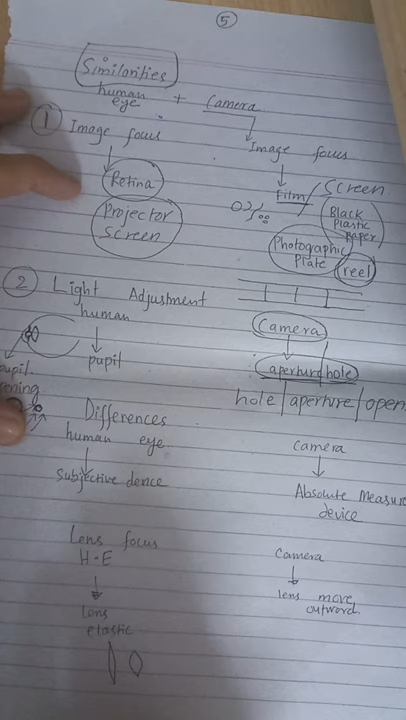 5
Similarities
human eye + Camera
1 Image focus
Image focus
Retina
Film / Screen
Projector Screen
Black Plastic Paper
Photographic Plate
reel
2 Light Adjustment
human
Camera
pupil
aperture/hole
pupil.
hole/aperture/open
Differences
human eye
camera
Subjective device
Absolute Measure
device
Lens focus
H-E
Camera
lens move
outword.
Lens
elastic